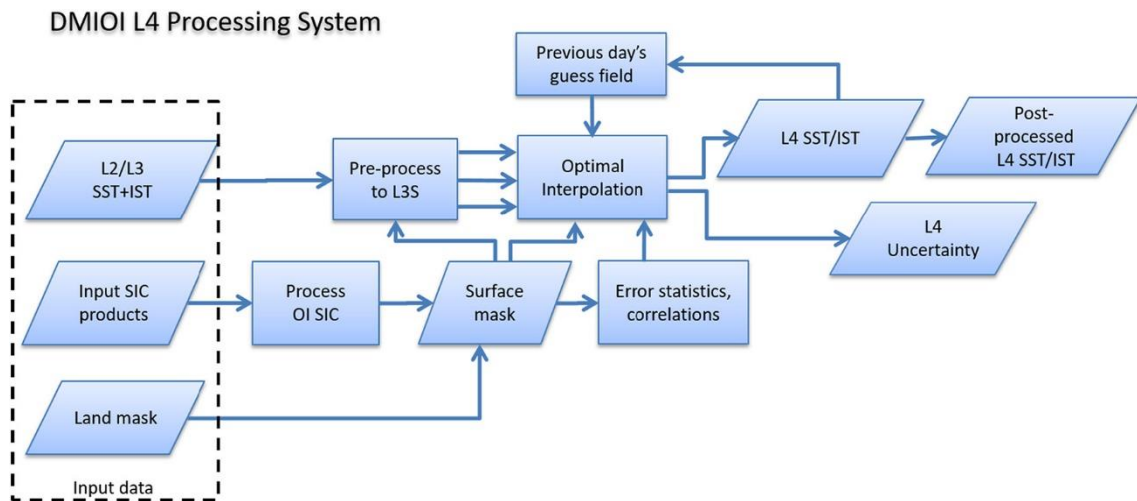 DMIOI L4 Processing System
Previous day's
guess field
L2/L3
SST+IST
Pre-process
to L3S
Optimal
Interpolation
L4 SST/IST
Post-
processed
L4 SST/IST
L4
Uncertainty
Input SIC
products
Process
OI SIC
Surface
mask
Error statistics,
correlations
Land mask
Input data